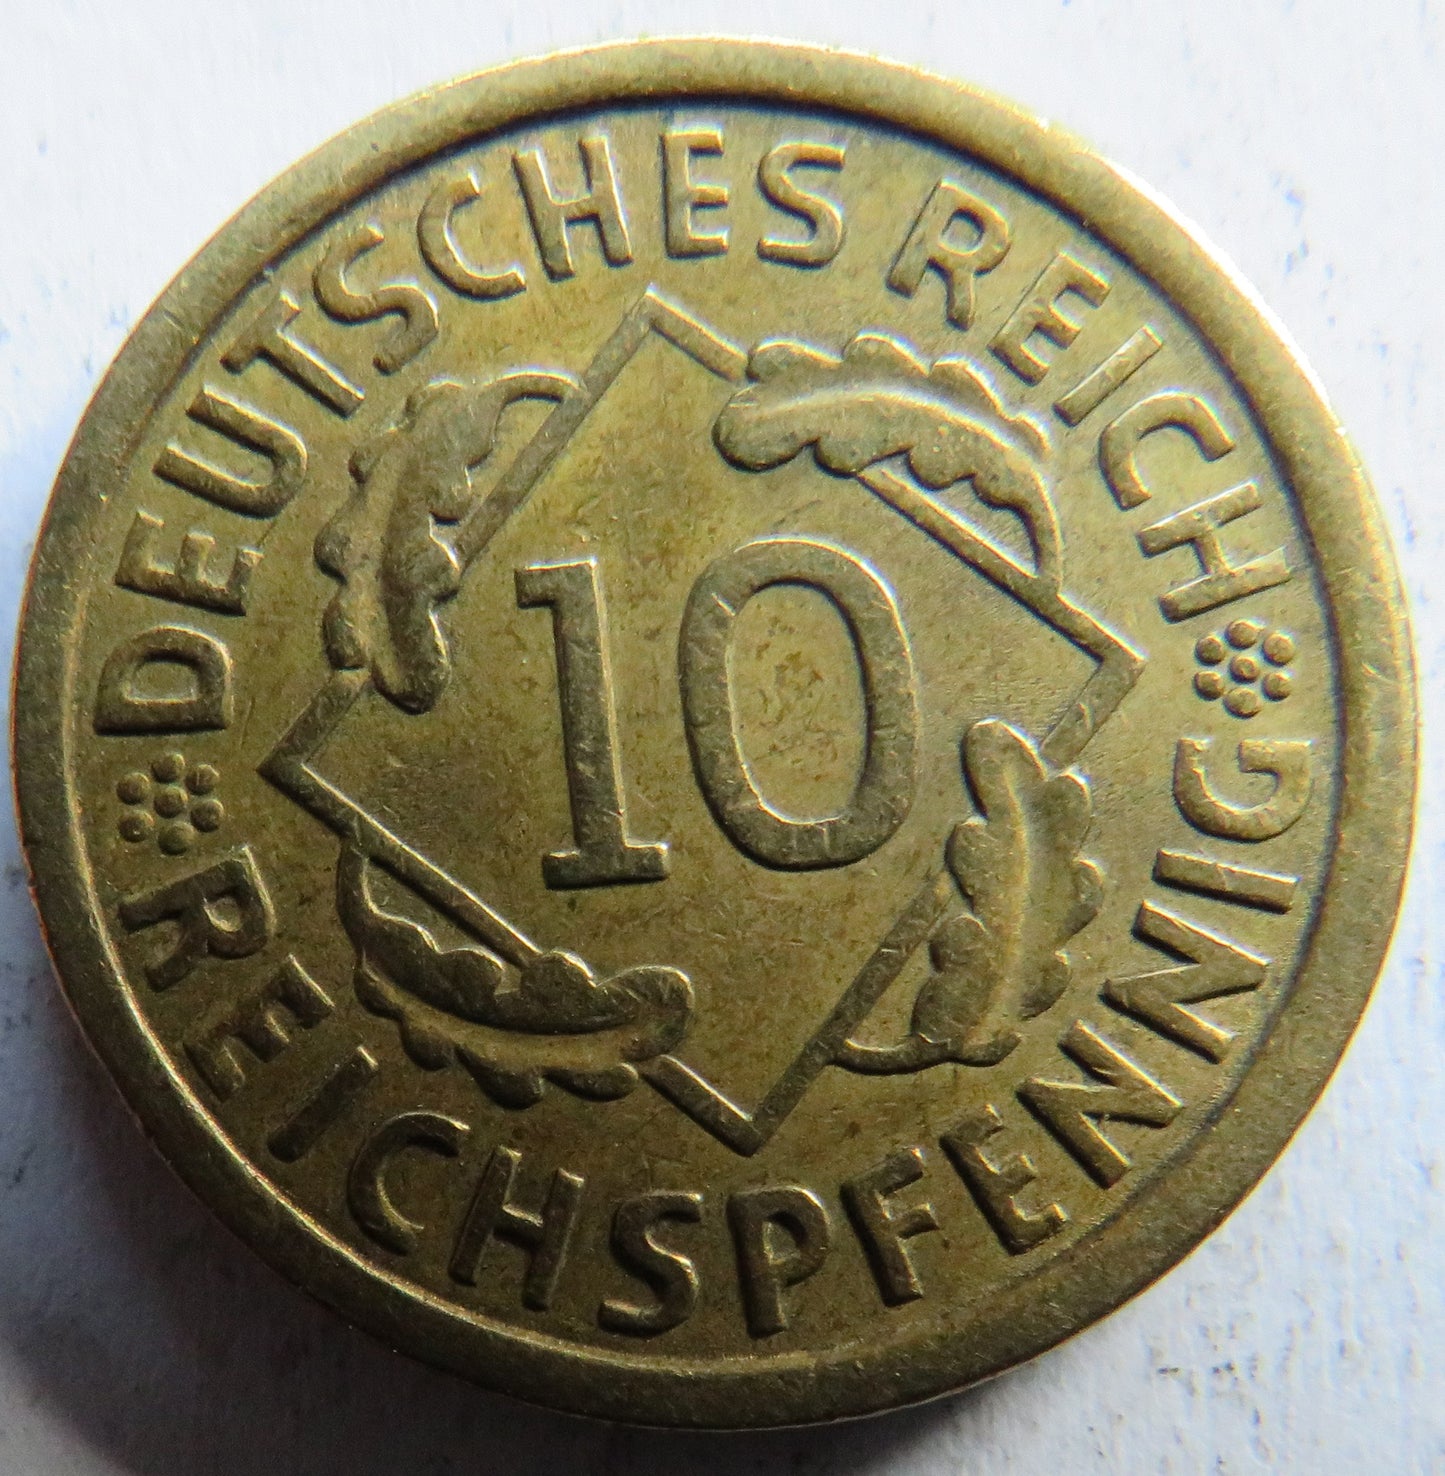 DEUTSCHES REICH
10
REICHSPFENNIG